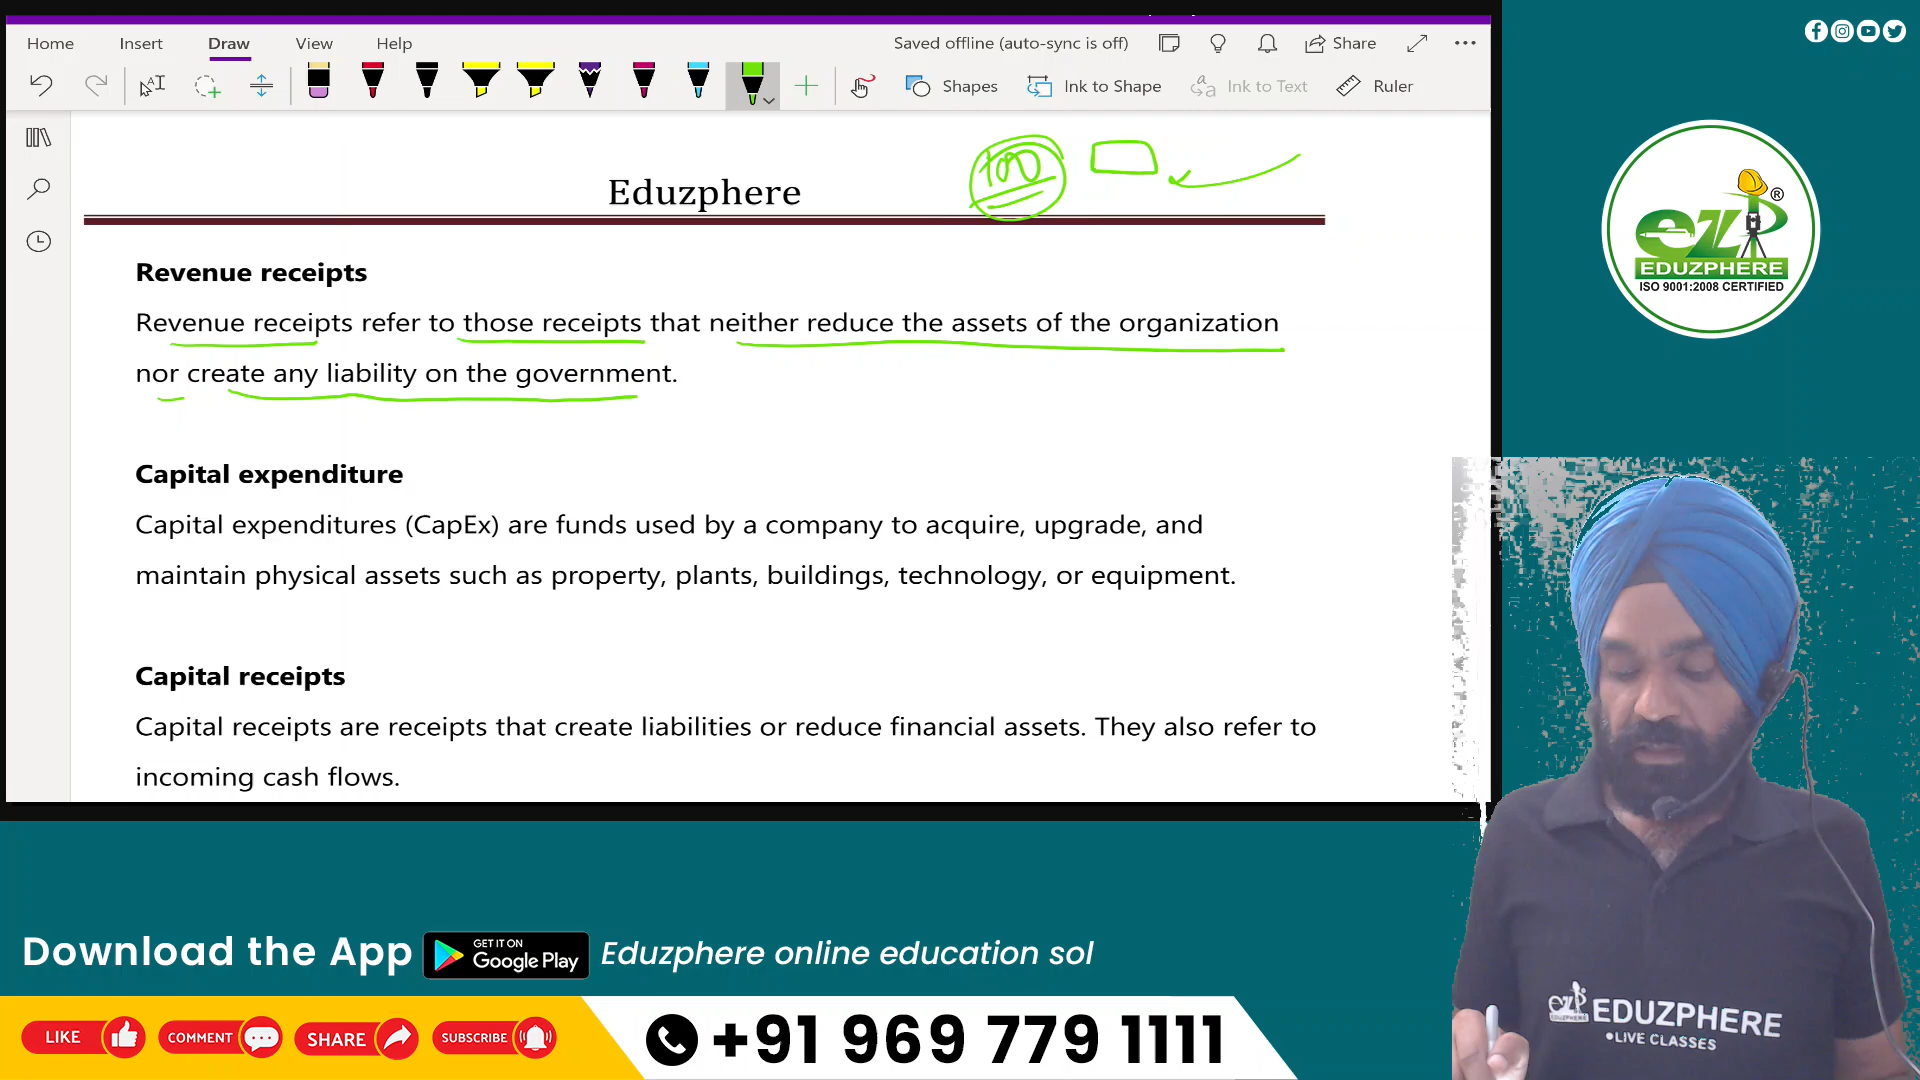 Home Insert Draw View Help Saved offline (auto-sync is off) Share
Shapes Ink to Shape Ink to Text Ruler
100
Eduzphere
Revenue receipts
Revenue receipts refer to those receipts that neither reduce the assets of the organization
nor create any liability on the government.
Capital expenditure
Capital expenditures (CapEx) are funds used by a company to acquire, upgrade, and
maintain physical assets such as property, plants, buildings, technology, or equipment.
Capital receipts
Capital receipts are receipts that create liabilities or reduce financial assets. They also refer to
incoming cash flows.
ezp ®
EDUZPHERE
ISO 9001:2008 CERTIFIED
Download the App GET IT ON Google Play Eduzphere online education sol
LIKE COMMENT SHARE SUBSCRIBE +91 969 779 1111
EDUZPHERE
•LIVE CLASSES